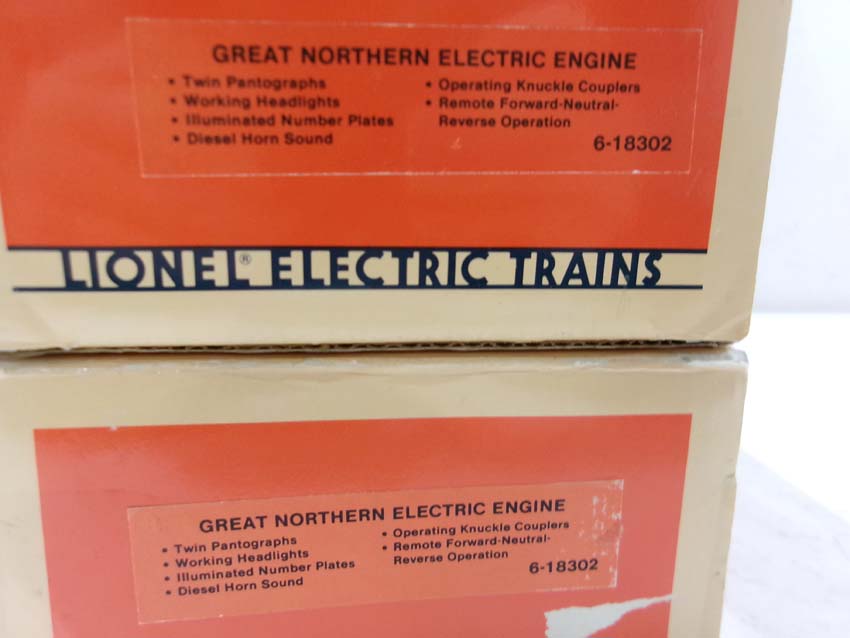 GREAT NORTHERN ELECTRIC ENGINE
• Twin Pantographs
• Working Headlights
• Illuminated Number Plates
• Diesel Horn Sound
• Operating Knuckle Couplers
• Remote Forward-Neutral-
Reverse Operation
6-18302
LIONEL® ELECTRIC TRAINS
GREAT NORTHERN ELECTRIC ENGINE
• Twin Pantographs
• Working Headlights
• Illuminated Number Plates
• Diesel Horn Sound
• Operating Knuckle Couplers
• Remote Forward-Neutral-
Reverse Operation
6-18302